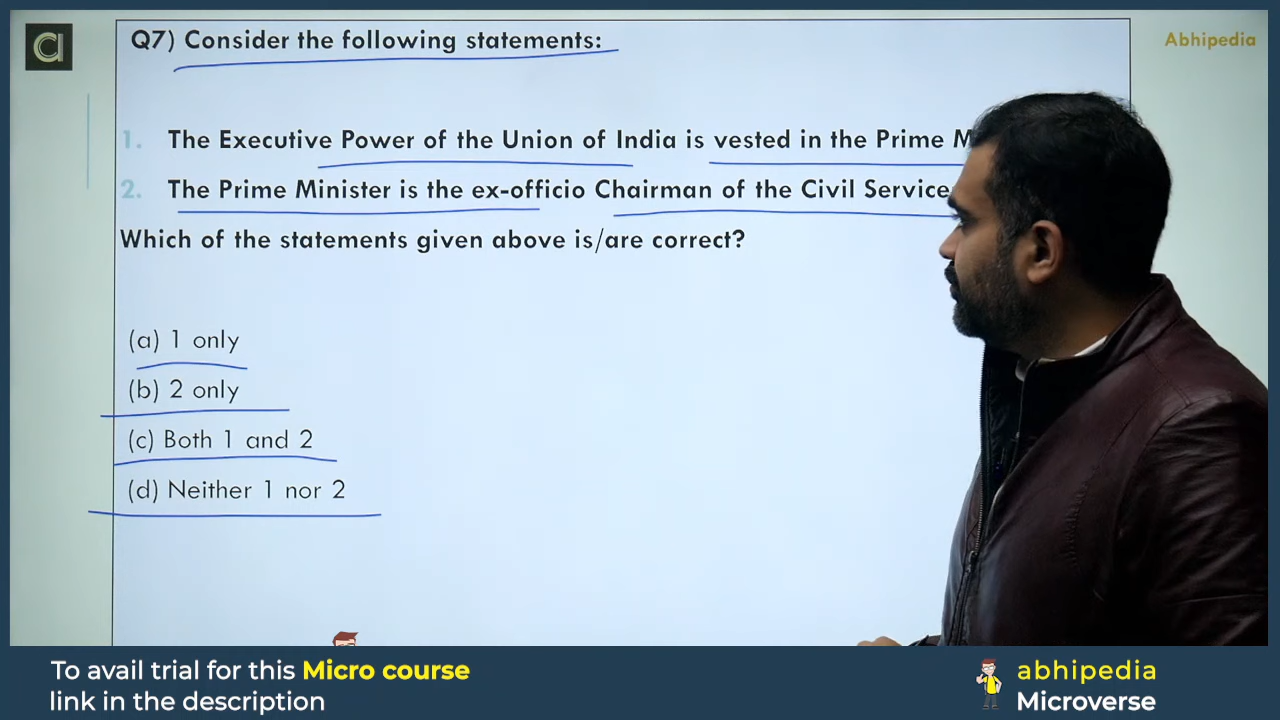 Q7) Consider the following statements:
Abhipedia
1. The Executive Power of the Union of India is vested in the Prime
2. The Prime Minister is the ex-officio Chairman of the Civil
Which of the statements given above is/are correct?
(a) 1 only
(b) 2 only
(c) Both 1 and 2
(d) Neither 1 nor 2
To avail trial for this Micro course
link in the description
abhipedia
Microverse